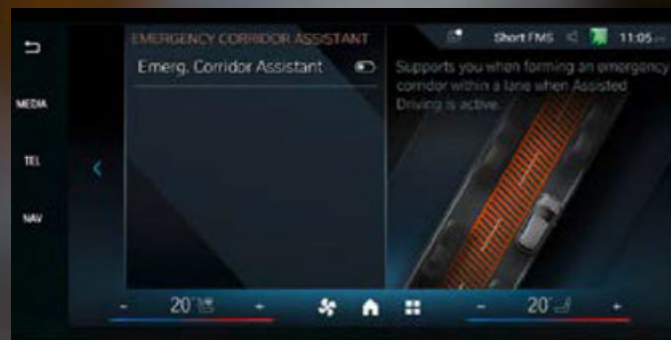 EMERGENCY CORRIDOR ASSISTANT
Short FMS
11:05
Emerg. Corridor Assistant
Supports you when forming an emergency
corridor within a lane when Assisted
Driving is active.
MEDIA
TEL
NAV
- 20° +
- 20° +